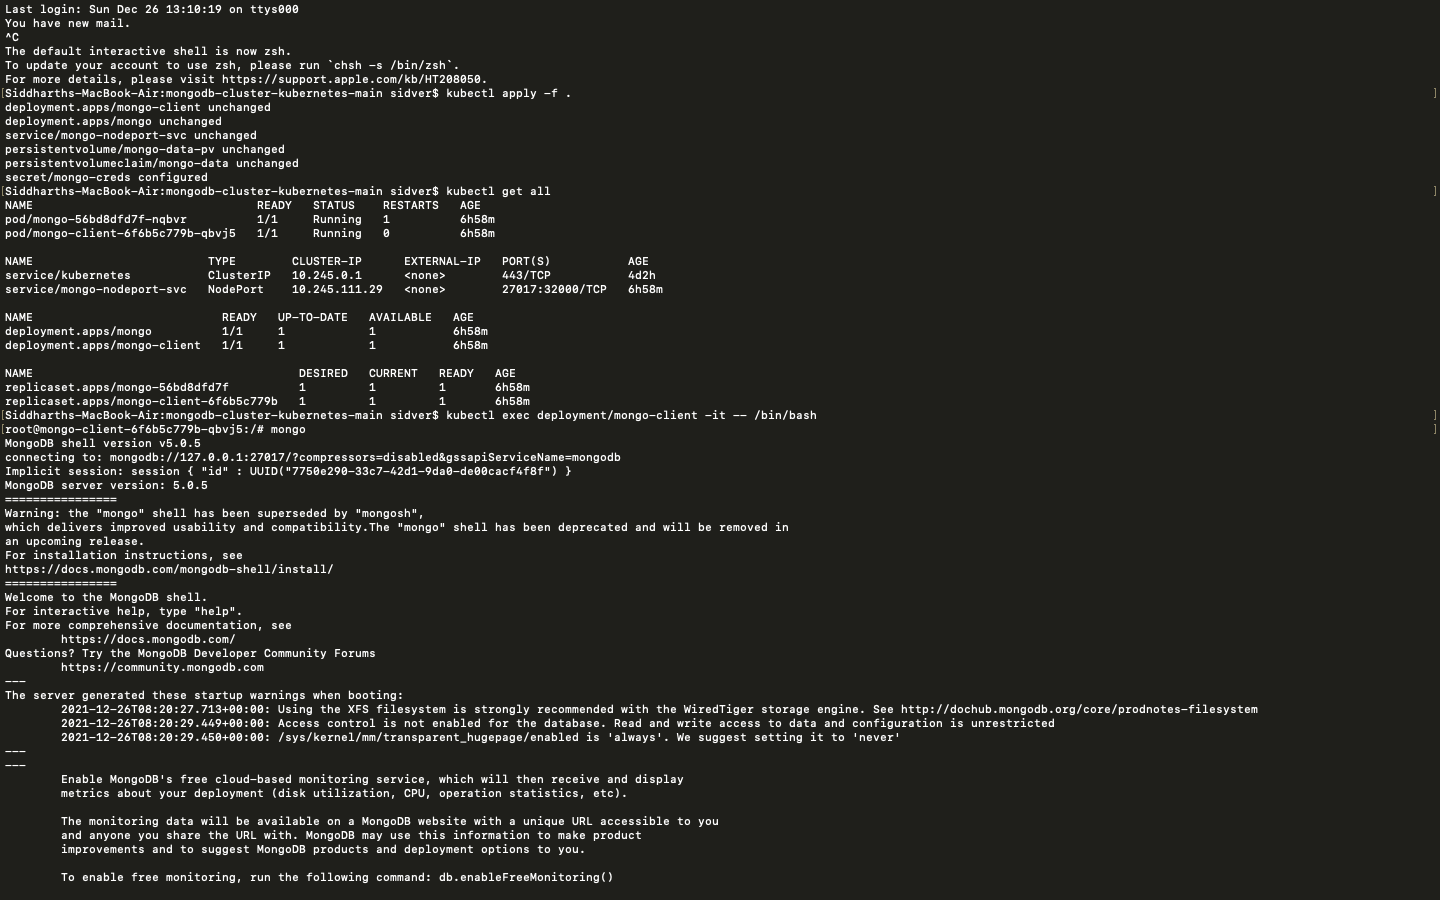 Last login: Sun Dec 26 13:10:19 on ttys000
You have new mail.
^C
The default interactive shell is now zsh.
To update your account to use zsh, please run `chsh -s /bin/zsh`.
For more details, please visit https://support.apple.com/kb/HT208050.
[Siddharths-MacBook-Air:mongodb-cluster-kubernetes-main sidver$ kubectl apply -f . ]
deployment.apps/mongo-client unchanged
deployment.apps/mongo unchanged
service/mongo-nodeport-svc unchanged
persistentvolume/mongo-data-pv unchanged
persistentvolumeclaim/mongo-data unchanged
secret/mongo-creds configured
[Siddharths-MacBook-Air:mongodb-cluster-kubernetes-main sidver$ kubectl get all ]
NAME READY STATUS RESTARTS AGE
pod/mongo-56bd8dfd7f-nqbvr 1/1 Running 1 6h58m
pod/mongo-client-6f6b5c779b-qbvj5 1/1 Running 0 6h58m
NAME TYPE CLUSTER-IP EXTERNAL-IP PORT(S) AGE
service/kubernetes ClusterIP 10.245.0.1 <none> 443/TCP 4d2h
service/mongo-nodeport-svc NodePort 10.245.111.29 <none> 27017:32000/TCP 6h58m
NAME READY UP-TO-DATE AVAILABLE AGE
deployment.apps/mongo 1/1 1 1 6h58m
deployment.apps/mongo-client 1/1 1 1 6h58m
NAME DESIRED CURRENT READY AGE
replicaset.apps/mongo-56bd8dfd7f 1 1 1 6h58m
replicaset.apps/mongo-client-6f6b5c779b 1 1 1 6h58m
[Siddharths-MacBook-Air:mongodb-cluster-kubernetes-main sidver$ kubectl exec deployment/mongo-client -it -- /bin/bash ]
[root@mongo-client-6f6b5c779b-qbvj5:/# mongo ]
MongoDB shell version v5.0.5
connecting to: mongodb://127.0.0.1:27017/?compressors=disabled&gssapiServiceName=mongodb
Implicit session: session { "id" : UUID("7750e290-33c7-42d1-9da0-de00cacf4f8f") }
MongoDB server version: 5.0.5
================
Warning: the "mongo" shell has been superseded by "mongosh",
which delivers improved usability and compatibility.The "mongo" shell has been deprecated and will be removed in
an upcoming release.
For installation instructions, see
https://docs.mongodb.com/mongodb-shell/install/
================
Welcome to the MongoDB shell.
For interactive help, type "help".
For more comprehensive documentation, see
https://docs.mongodb.com/
Questions? Try the MongoDB Developer Community Forums
https://community.mongodb.com
---
The server generated these startup warnings when booting:
2021-12-26T08:20:27.713+00:00: Using the XFS filesystem is strongly recommended with the WiredTiger storage engine. See http://dochub.mongodb.org/core/prodnotes-filesystem
2021-12-26T08:20:29.449+00:00: Access control is not enabled for the database. Read and write access to data and configuration is unrestricted
2021-12-26T08:20:29.450+00:00: /sys/kernel/mm/transparent_hugepage/enabled is 'always'. We suggest setting it to 'never'
---
---
Enable MongoDB's free cloud-based monitoring service, which will then receive and display
metrics about your deployment (disk utilization, CPU, operation statistics, etc).
The monitoring data will be available on a MongoDB website with a unique URL accessible to you
and anyone you share the URL with. MongoDB may use this information to make product
improvements and to suggest MongoDB products and deployment options to you.
To enable free monitoring, run the following command: db.enableFreeMonitoring()